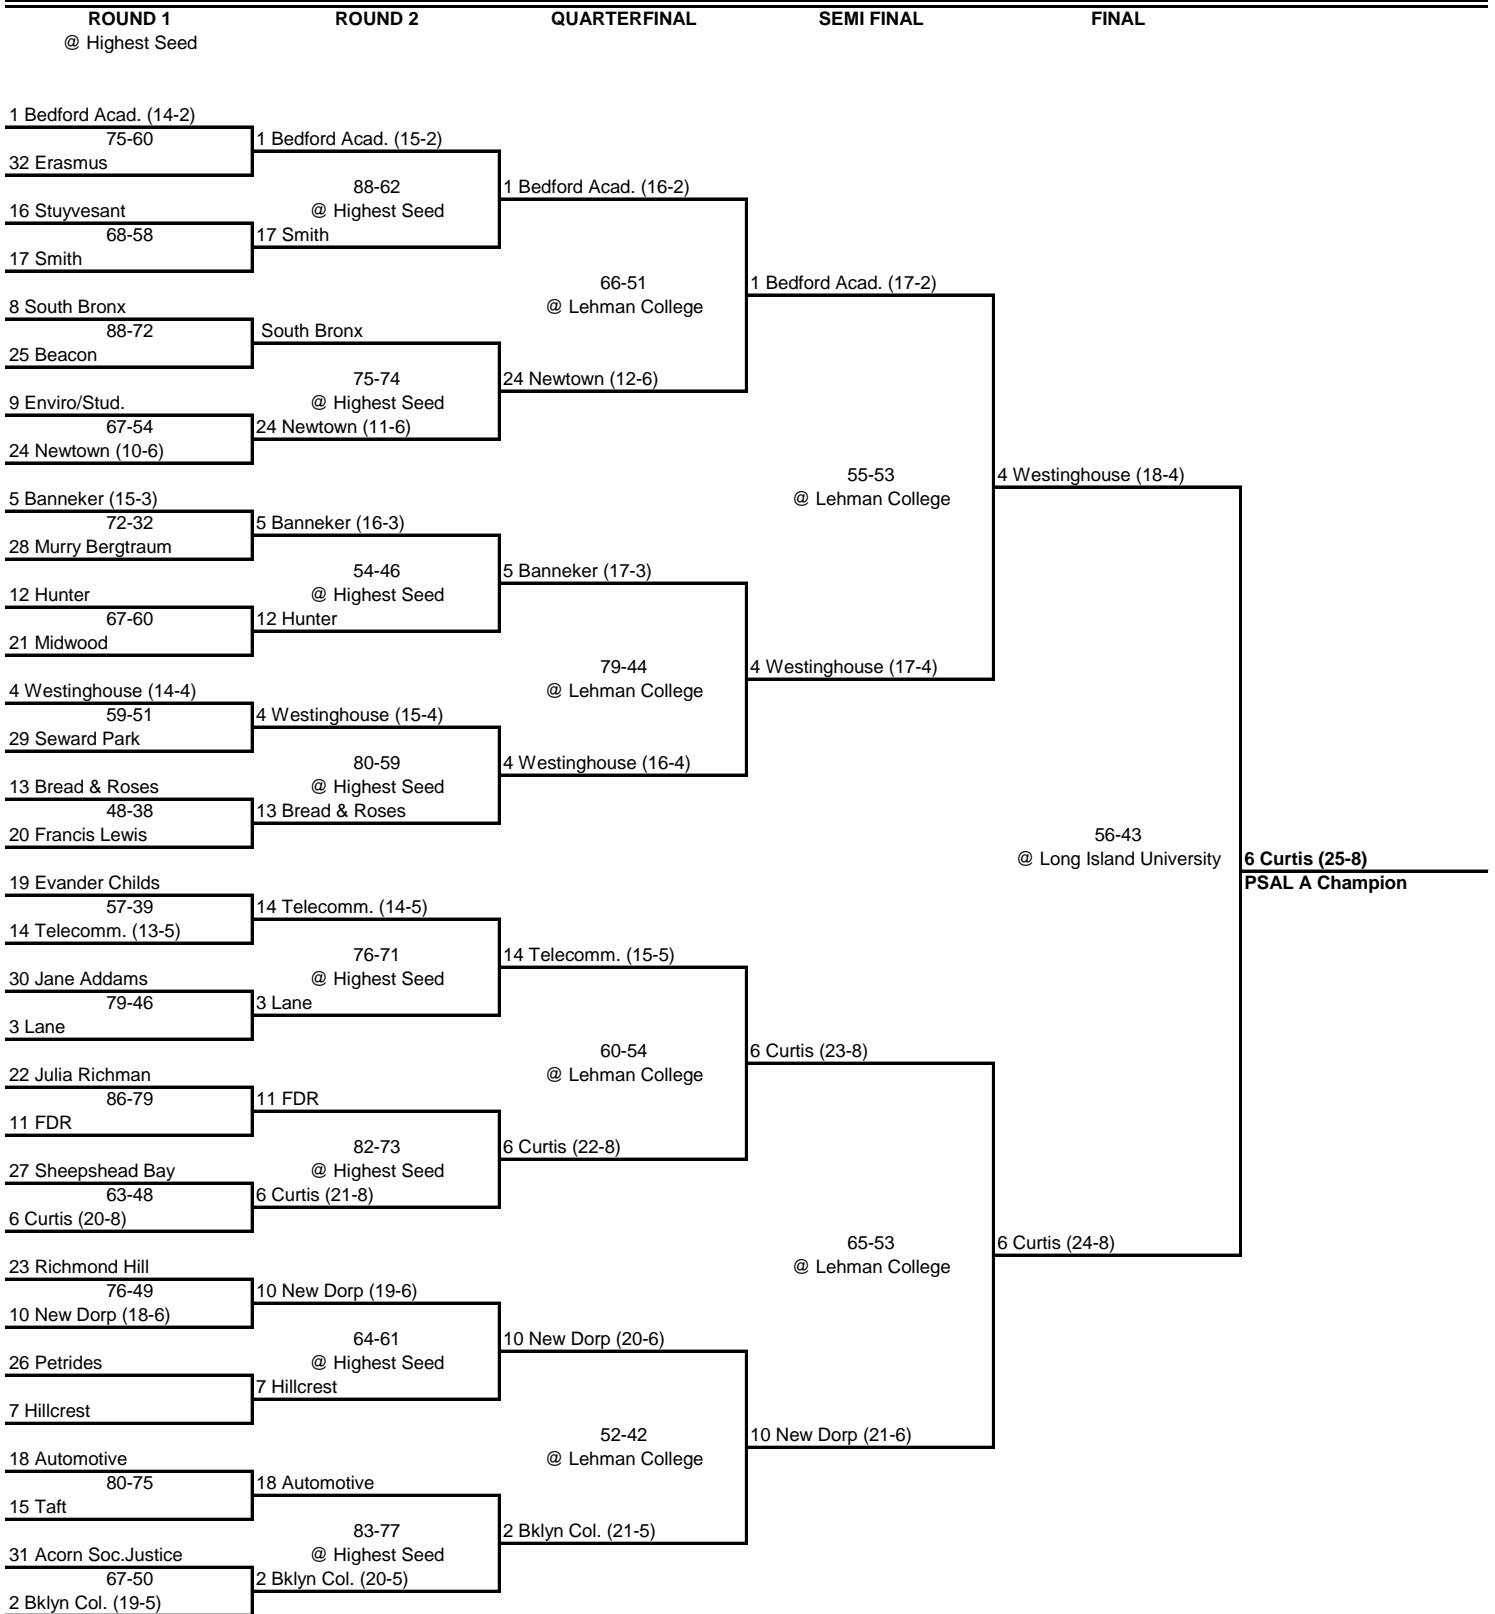 ROUND 1
ROUND 2
QUARTERFINAL
SEMI FINAL
FINAL
@ Highest Seed
1 Bedford Acad. (14-2)
75-60
32 Erasmus
16 Stuyvesant
68-58
17 Smith
8 South Bronx
88-72
25 Beacon
9 Enviro/Stud.
67-54
24 Newtown (10-6)
5 Banneker (15-3)
72-32
28 Murry Bergtraum
12 Hunter
67-60
21 Midwood
4 Westinghouse (14-4)
59-51
29 Seward Park
13 Bread & Roses
48-38
20 Francis Lewis
19 Evander Childs
57-39
14 Telecomm. (13-5)
30 Jane Addams
79-46
3 Lane
22 Julia Richman
86-79
11 FDR
27 Sheepshead Bay
63-48
6 Curtis (20-8)
23 Richmond Hill
76-49
10 New Dorp (18-6)
26 Petrides
7 Hillcrest
18 Automotive
80-75
15 Taft
31 Acorn Soc.Justice
67-50
2 Bklyn Col. (19-5)
1 Bedford Acad. (15-2)
88-62
@ Highest Seed
17 Smith
South Bronx
75-74
@ Highest Seed
24 Newtown (11-6)
5 Banneker (16-3)
54-46
@ Highest Seed
12 Hunter
4 Westinghouse (15-4)
80-59
@ Highest Seed
13 Bread & Roses
14 Telecomm. (14-5)
76-71
@ Highest Seed
3 Lane
11 FDR
82-73
@ Highest Seed
6 Curtis (21-8)
10 New Dorp (19-6)
64-61
@ Highest Seed
7 Hillcrest
18 Automotive
83-77
@ Highest Seed
2 Bklyn Col. (20-5)
1 Bedford Acad. (16-2)
66-51
@ Lehman College
24 Newtown (12-6)
5 Banneker (17-3)
79-44
@ Lehman College
4 Westinghouse (16-4)
14 Telecomm. (15-5)
60-54
@ Lehman College
6 Curtis (22-8)
10 New Dorp (20-6)
52-42
@ Lehman College
2 Bklyn Col. (21-5)
1 Bedford Acad. (17-2)
55-53
@ Lehman College
4 Westinghouse (17-4)
6 Curtis (23-8)
65-53
@ Lehman College
10 New Dorp (21-6)
4 Westinghouse (18-4)
56-43
@ Long Island University
6 Curtis (24-8)
6 Curtis (25-8)
PSAL A Champion